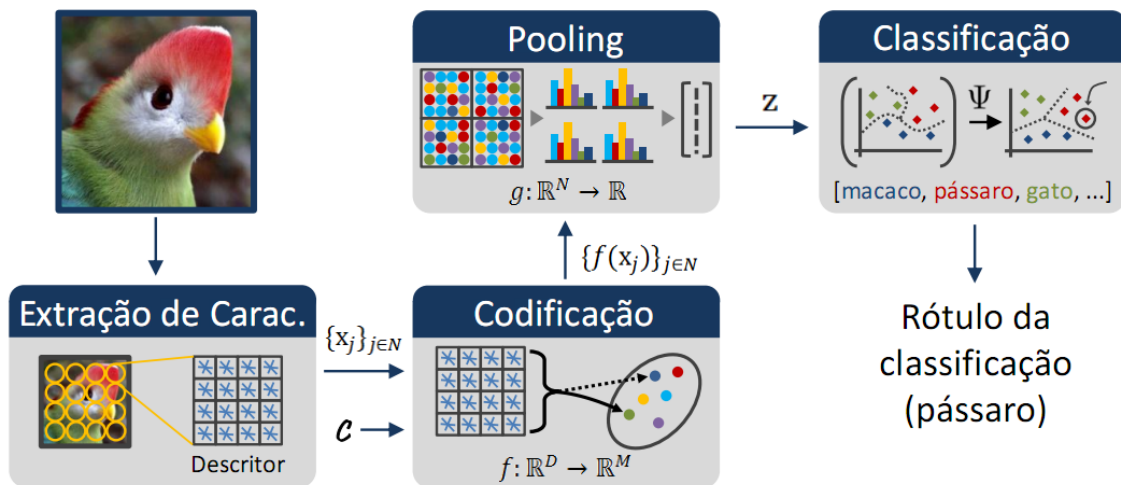 Extração de Carac.
Descritor
{x_j}_{j∈N}
𝒞
Codificação
f: ℝ^D → ℝ^M
{f(x_j)}_{j∈N}
Pooling
g: ℝ^N → ℝ
z
Classificação
Ψ
[macaco, pássaro, gato, ...]
Rótulo da
classificação
(pássaro)